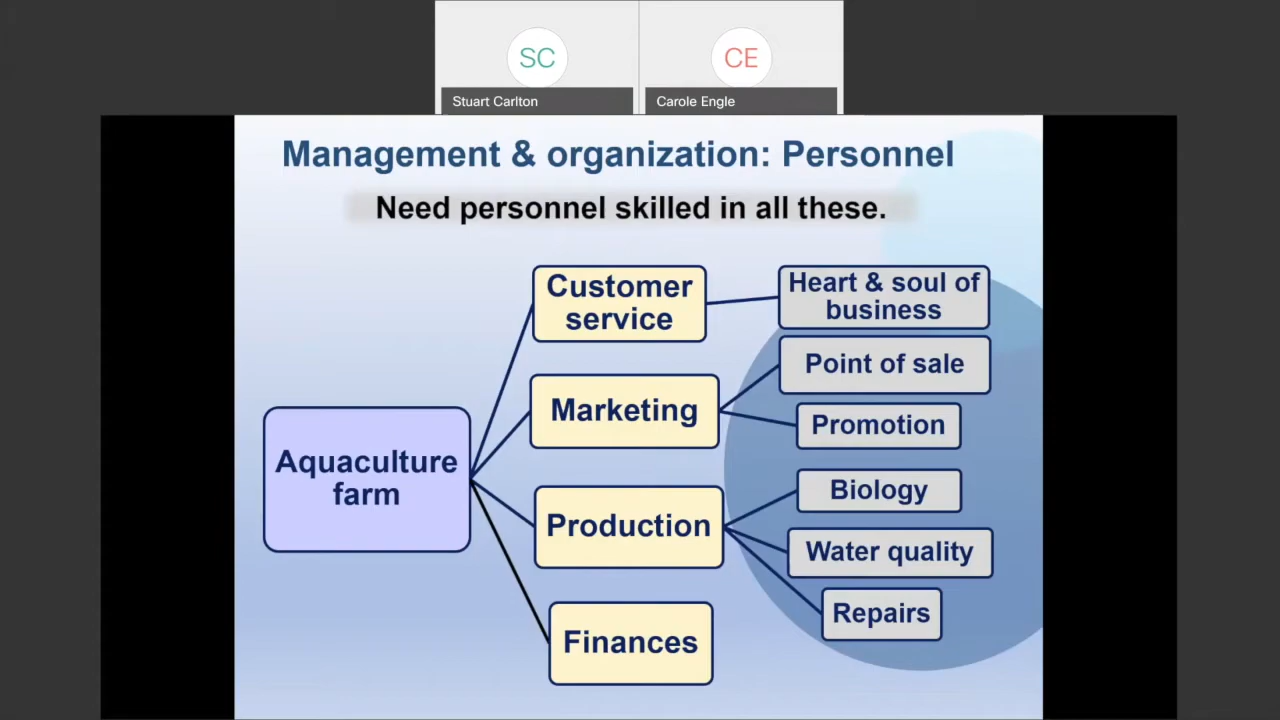 SC
CE
Stuart Carlton
Carole Engle
Management & organization: Personnel
Need personnel skilled in all these.
Customer
service
Heart & soul of
business
Point of sale
Marketing
Promotion
Aquaculture
farm
Biology
Production
Water quality
Repairs
Finances